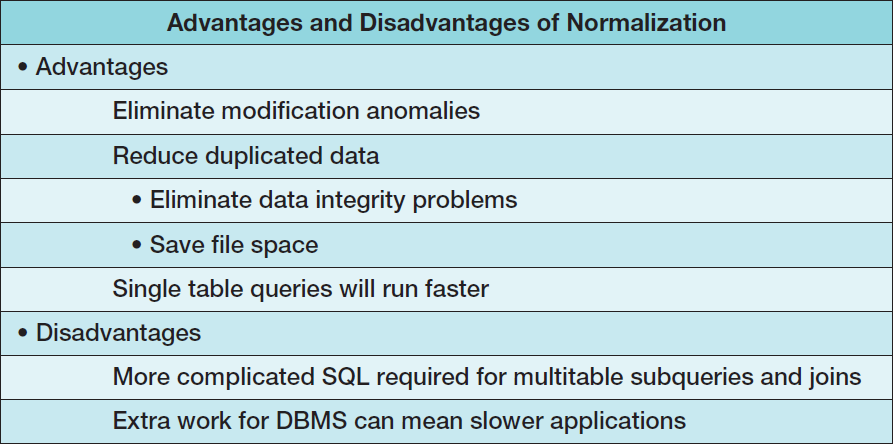 Advantages and Disadvantages of Normalization
• Advantages
Eliminate modification anomalies
Reduce duplicated data
• Eliminate data integrity problems
• Save file space
Single table queries will run faster
• Disadvantages
More complicated SQL required for multitable subqueries and joins
Extra work for DBMS can mean slower applications